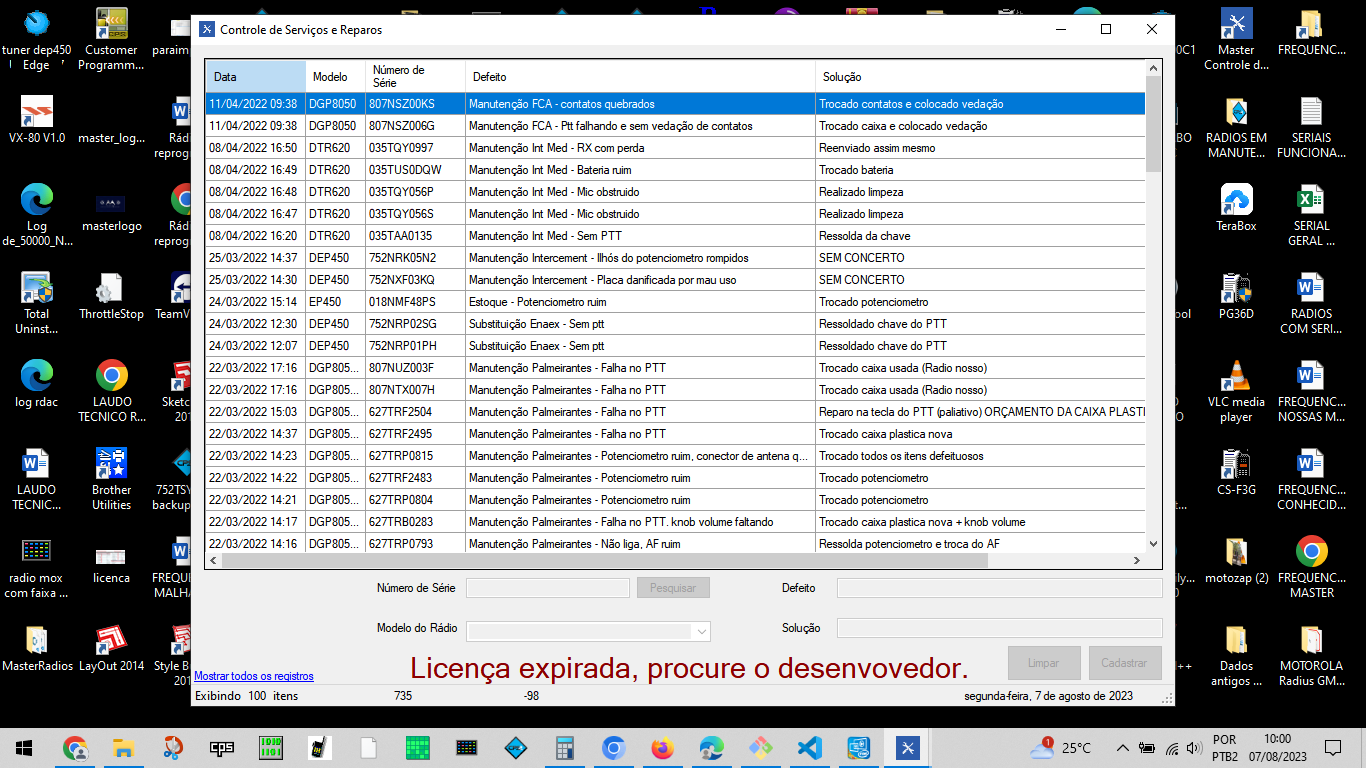 Controle de Serviços e Reparos
Data Modelo Número de Série Defeito Solução
11/04/2022 09:38 DGP8050 807NSZ00KS Manutenção FCA - contatos quebrados Trocado contatos e colocado vedação
11/04/2022 09:38 DGP8050 807NSZ006G Manutenção FCA - Ptt falhando e sem vedação de contatos Trocado caixa e colocado vedação
08/04/2022 16:50 DTR620 035TQY0997 Manutenção Int Med - RX com perda Reenviado assim mesmo
08/04/2022 16:49 DTR620 035TUS0DQW Manutenção Int Med - Bateria ruim Trocado bateria
08/04/2022 16:48 DTR620 035TQY056P Manutenção Int Med - Mic obstruido Realizado limpeza
08/04/2022 16:47 DTR620 035TQY056S Manutenção Int Med - Mic obstruido Realizado limpeza
08/04/2022 16:20 DTR620 035TAA0135 Manutenção Int Med - Sem PTT Ressolda da chave
25/03/2022 14:37 DEP450 752NRK05N2 Manutenção Intercement - Ilhós do potenciometro rompidos SEM CONCERTO
25/03/2022 14:30 DEP450 752NXF03KQ Manutenção Intercement - Placa danificada por mau uso SEM CONCERTO
24/03/2022 15:14 EP450 018NMF48PS Estoque - Potenciometro ruim Trocado potenciometro
24/03/2022 12:30 DEP450 752NRP02SG Substituição Enaex - Sem ptt Ressoldado chave do PTT
24/03/2022 12:07 DEP450 752NRP01PH Substituição Enaex - Sem ptt Ressoldado chave do PTT
22/03/2022 17:16 DGP805... 807NUZ003F Manutenção Palmeirantes - Falha no PTT Trocado caixa usada (Radio nosso)
22/03/2022 17:16 DGP805... 807NTX007H Manutenção Palmeirantes - Falha no PTT Trocado caixa usada (Radio nosso)
22/03/2022 15:03 DGP805... 627TRF2504 Manutenção Palmeirantes - Falha no PTT Reparo na tecla do PTT (paliativo) ORÇAMENTO DA CAIXA PLASTI
22/03/2022 14:37 DGP805... 627TRF2495 Manutenção Palmeirantes - Falha no PTT Trocado caixa plastica nova
22/03/2022 14:23 DGP805... 627TRP0815 Manutenção Palmeirantes - Potenciometro ruim, conector de antena q... Trocado todos os itens defeituosos
22/03/2022 14:22 DGP805... 627TRF2483 Manutenção Palmeirantes - Potenciometro ruim Trocado potenciometro
22/03/2022 14:21 DGP805... 627TRP0804 Manutenção Palmeirantes - Potenciometro ruim Trocado potenciometro
22/03/2022 14:17 DGP805... 627TRB0283 Manutenção Palmeirantes - Falha no PTT. knob volume faltando Trocado caixa plastica nova + knob volume
22/03/2022 14:16 DGP805... 627TRP0793 Manutenção Palmeirantes - Não liga, AF ruim Ressolda potenciometro e troca do AF
Número de Série Pesquisar Defeito
Modelo do Rádio Solução
Licença expirada, procure o desenvovedor.
Limpar Cadastrar
Mostrar todos os registros
Exibindo 100 itens 735 -98 segunda-feira, 7 de agosto de 2023
tuner dep450
Edge
Customer
Programm...
paraim
VX-80 V1.0
master_log...
Rád
reprog
Log
de_50000_N...
masterlogo
Rád
reprog
Total
Uninst...
ThrottleStop
TeamV
log rdac
LAUDO
TECNICO R...
Sketc
201
LAUDO
TECNIC...
Brother
Utilities
752TSY
backup
radio mox
com faixa ...
licenca
FREQU
MALHA
MasterRadios
LayOut 2014
Style B
201
0C1
Master
Controle d...
FREQUENC...
BO
RADIOS EM
MANUTE...
SERIAIS
FUNCIONA...
TeraBox
SERIAL
GERAL ...
ool
PG36D
RADIOS
COM SERI...
O
VLC media
player
FREQUENC...
NOSSAS M...
t...
CS-F3G
FREQUENC...
CONHECID...
ily...
0
motozap (2)
FREQUENC...
MASTER
l++
Dados
antigos ...
MOTOROLA
Radius GM...
cps
CPS
1
25°C
POR
PTB2
10:00
07/08/2023